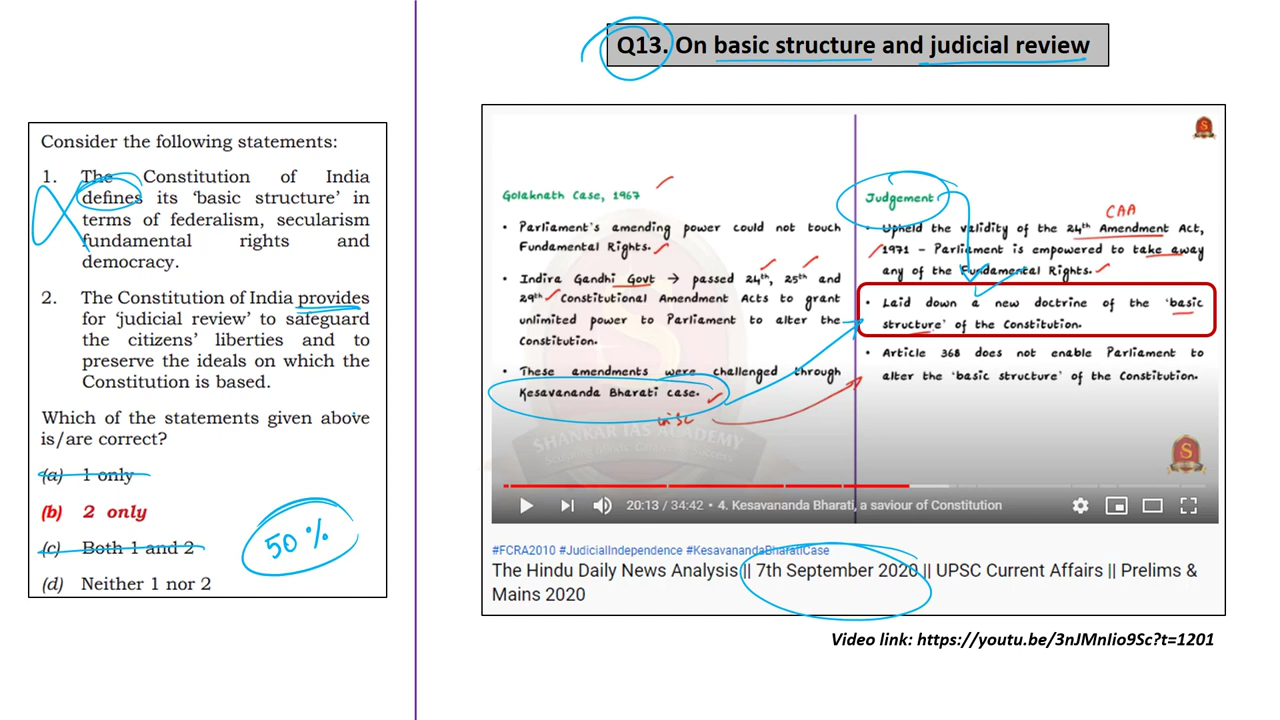 Q13. On basic structure and judicial review
Consider the following statements:
1. The Constitution of India
defines its ‘basic structure’ in
terms of federalism, secularism
fundamental rights and
democracy.
2. The Constitution of India provides
for ‘judicial review’ to safeguard
the citizens’ liberties and to
preserve the ideals on which the
Constitution is based.
Which of the statements given above
is/are correct?
(a) 1 only
(b) 2 only
(c) Both 1 and 2
(d) Neither 1 nor 2
50%
Golaknath Case, 1967
• Parliament's amending power could not touch
Fundamental Rights.
• Indira Gandhi Govt → passed 24th, 25th and
29th Constitutional Amendment Acts to grant
unlimited power to Parliament to alter the
Constitution.
• These amendments were challenged through
Kesavananda Bharati case.
in SC
Judgement
CAA
• Upheld the validity of the 24th Amendment Act,
1971 - Parliament is empowered to take away
any of the Fundamental Rights.
• Laid down a new doctrine of the 'basic
structure' of the Constitution.
• Article 368 does not enable Parliament to
alter the 'basic structure' of the Constitution.
SHANKAR IAS ACADEMY
20:13 / 34:42 • 4. Kesavananda Bharati, a saviour of Constitution
#FCRA2010 #JudicialIndependence #KesavanandaBharatiCase
The Hindu Daily News Analysis || 7th September 2020 || UPSC Current Affairs || Prelims &
Mains 2020
Video link: https://youtu.be/3nJMnIio9Sc?t=1201